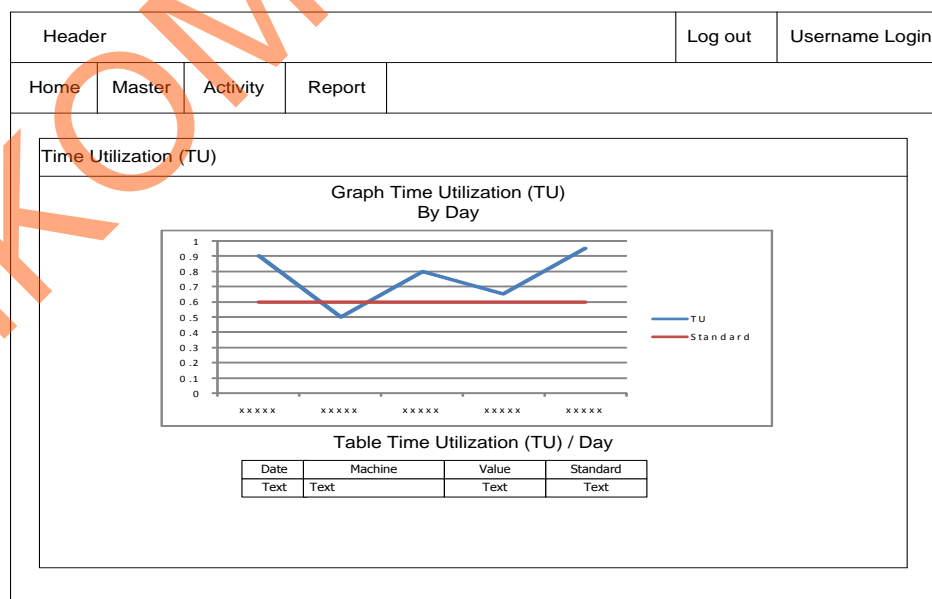 Header
Log out
Username Login
Home
Master
Activity
Report
Time Utilization (TU)
Graph Time Utilization (TU)
By Day
1
0.9
0.8
0.7
0.6
0.5
0.4
0.3
0.2
0.1
0
xxxxx xxxxx xxxxx xxxxx xxxxx
TU
Standard
Table Time Utilization (TU) / Day
Date Machine Value Standard
Text Text Text Text
KOM